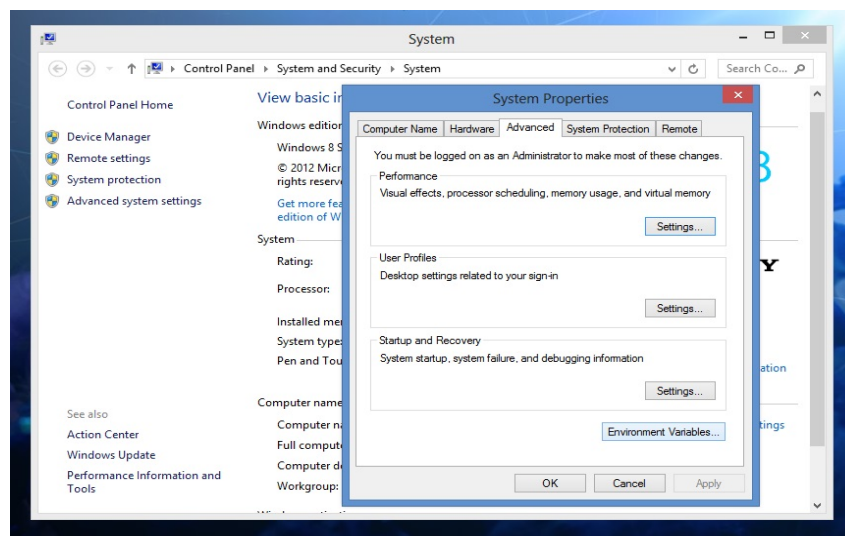 System
Control Panel System and Security System
Search Co...
Control Panel Home
Device Manager
Remote settings
System protection
Advanced system settings
See also
Action Center
Windows Update
Performance Information and
Tools
View basic in
Windows edition
Windows 8 S
© 2012 Micr
rights reserv
Get more fea
edition of W
System
Rating:
Processor:
Installed me
System type:
Pen and Tou
Computer name
Computer na
Full compute
Computer de
Workgroup:
8
Y
ation
tings
System Properties
Computer Name Hardware Advanced System Protection Remote
You must be logged on as an Administrator to make most of these changes.
Performance
Visual effects, processor scheduling, memory usage, and virtual memory
Settings...
User Profiles
Desktop settings related to your sign-in
Settings...
Startup and Recovery
System startup, system failure, and debugging information
Settings...
Environment Variables...
OK Cancel Apply